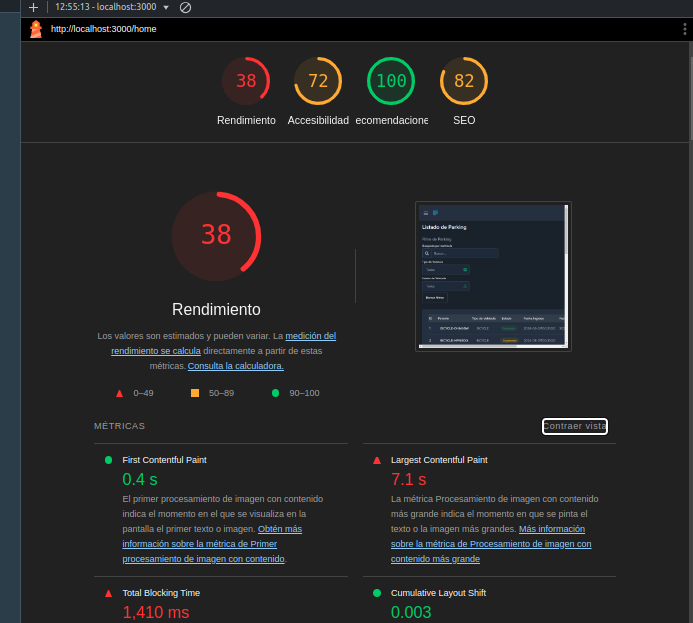 12:55:13 - localhost:3000
http://localhost:3000/home
38
72
100
82
Rendimiento
Accesibilidad
ecomendacione
SEO
38
Rendimiento
Los valores son estimados y pueden variar. La medición del
rendimiento se calcula directamente a partir de estas
métricas. Consulta la calculadora.
0–49
50–89
90–100
Listado de Parking
Filtros de Parking
Buscar...
Todos
Todos
MÉTRICAS
Contraer vista
First Contentful Paint
0.4 s
El primer procesamiento de imagen con contenido
indica el momento en el que se visualiza en la
pantalla el primer texto o imagen. Obtén más
información sobre la métrica de Primer
procesamiento de imagen con contenido.
Largest Contentful Paint
7.1 s
La métrica Procesamiento de imagen con contenido
más grande indica el momento en que se pinta el
texto o la imagen más grandes. Más información
sobre la métrica de Procesamiento de imagen con
contenido más grande
Total Blocking Time
1,410 ms
Cumulative Layout Shift
0.003